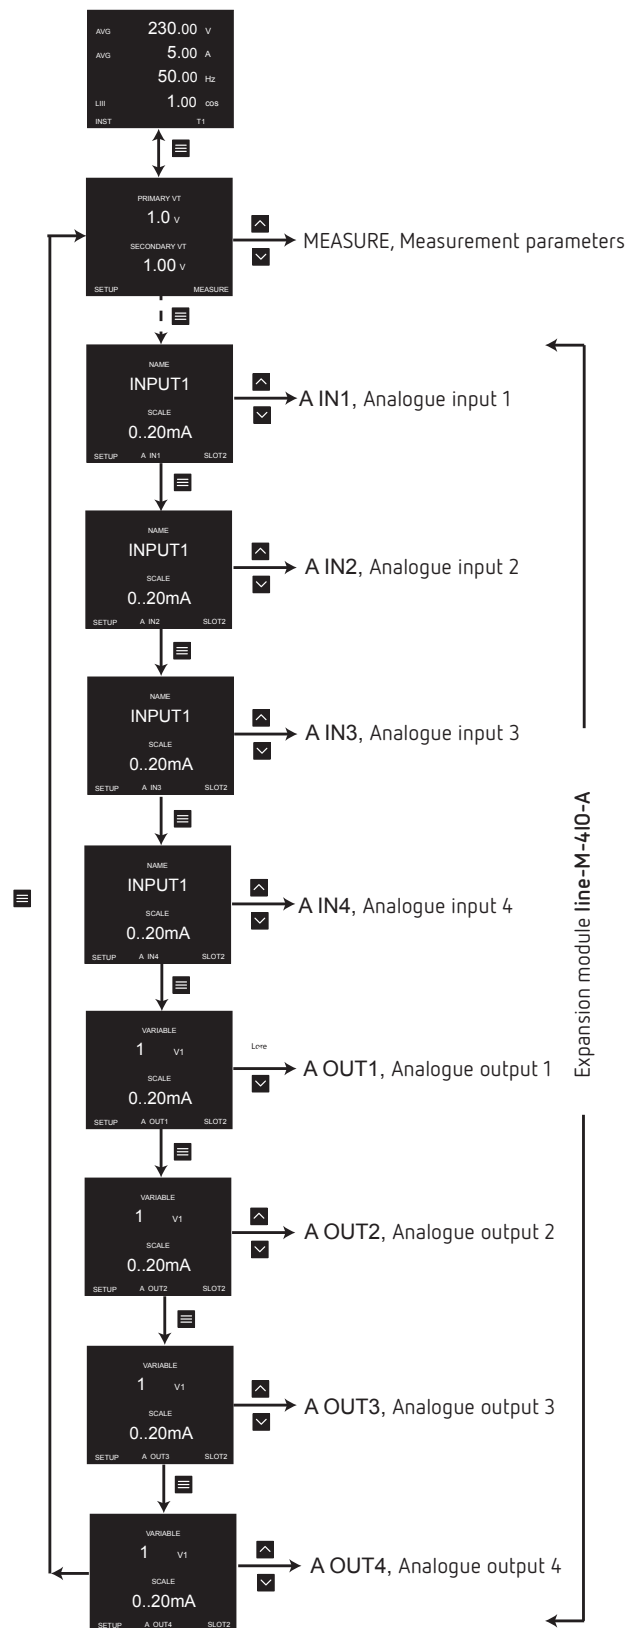 AVG 230.00 V
AVG 5.00 A
50.00 Hz
LIII 1.00 cos
INST T1
PRIMARY VT
1.0 V
SECONDARY VT
1.00 V
SETUP MEASURE
MEASURE, Measurement parameters
NAME
INPUT1
SCALE
0..20mA
SETUP A IN1 SLOT2
A IN1, Analogue input 1
NAME
INPUT1
SCALE
0..20mA
SETUP A IN2 SLOT2
A IN2, Analogue input 2
NAME
INPUT1
SCALE
0..20mA
SETUP A IN3 SLOT2
A IN3, Analogue input 3
NAME
INPUT1
SCALE
0..20mA
SETUP A IN4 SLOT2
A IN4, Analogue input 4
VARIABLE
1 V1
SCALE
0..20mA
SETUP A OUT1 SLOT2
A OUT1, Analogue output 1
VARIABLE
1 V1
SCALE
0..20mA
SETUP A OUT2 SLOT2
A OUT2, Analogue output 2
VARIABLE
1 V1
SCALE
0..20mA
SETUP A OUT3 SLOT2
A OUT3, Analogue output 3
VARIABLE
1 V1
SCALE
0..20mA
SETUP A OUT4 SLOT2
A OUT4, Analogue output 4
Expansion module line-M-4IO-A